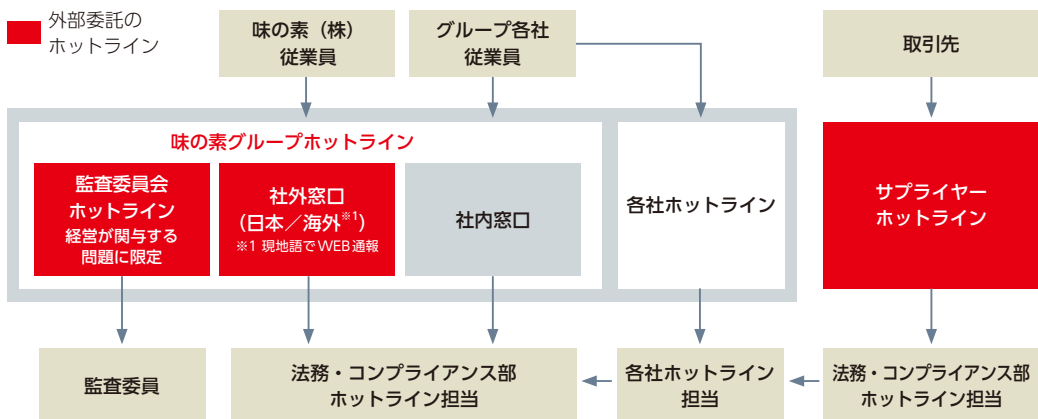 外部委託の
ホットライン
味の素（株）
従業員
グループ各社
従業員
取引先
味の素グループホットライン
監査委員会
ホットライン
経営が関与する
問題に限定
社外窓口
（日本／海外※1）
※1 現地語でWEB通報
社内窓口
各社ホットライン
サプライヤー
ホットライン
監査委員
法務・コンプライアンス部
ホットライン担当
各社ホットライン
担当
法務・コンプライアンス部
ホットライン担当